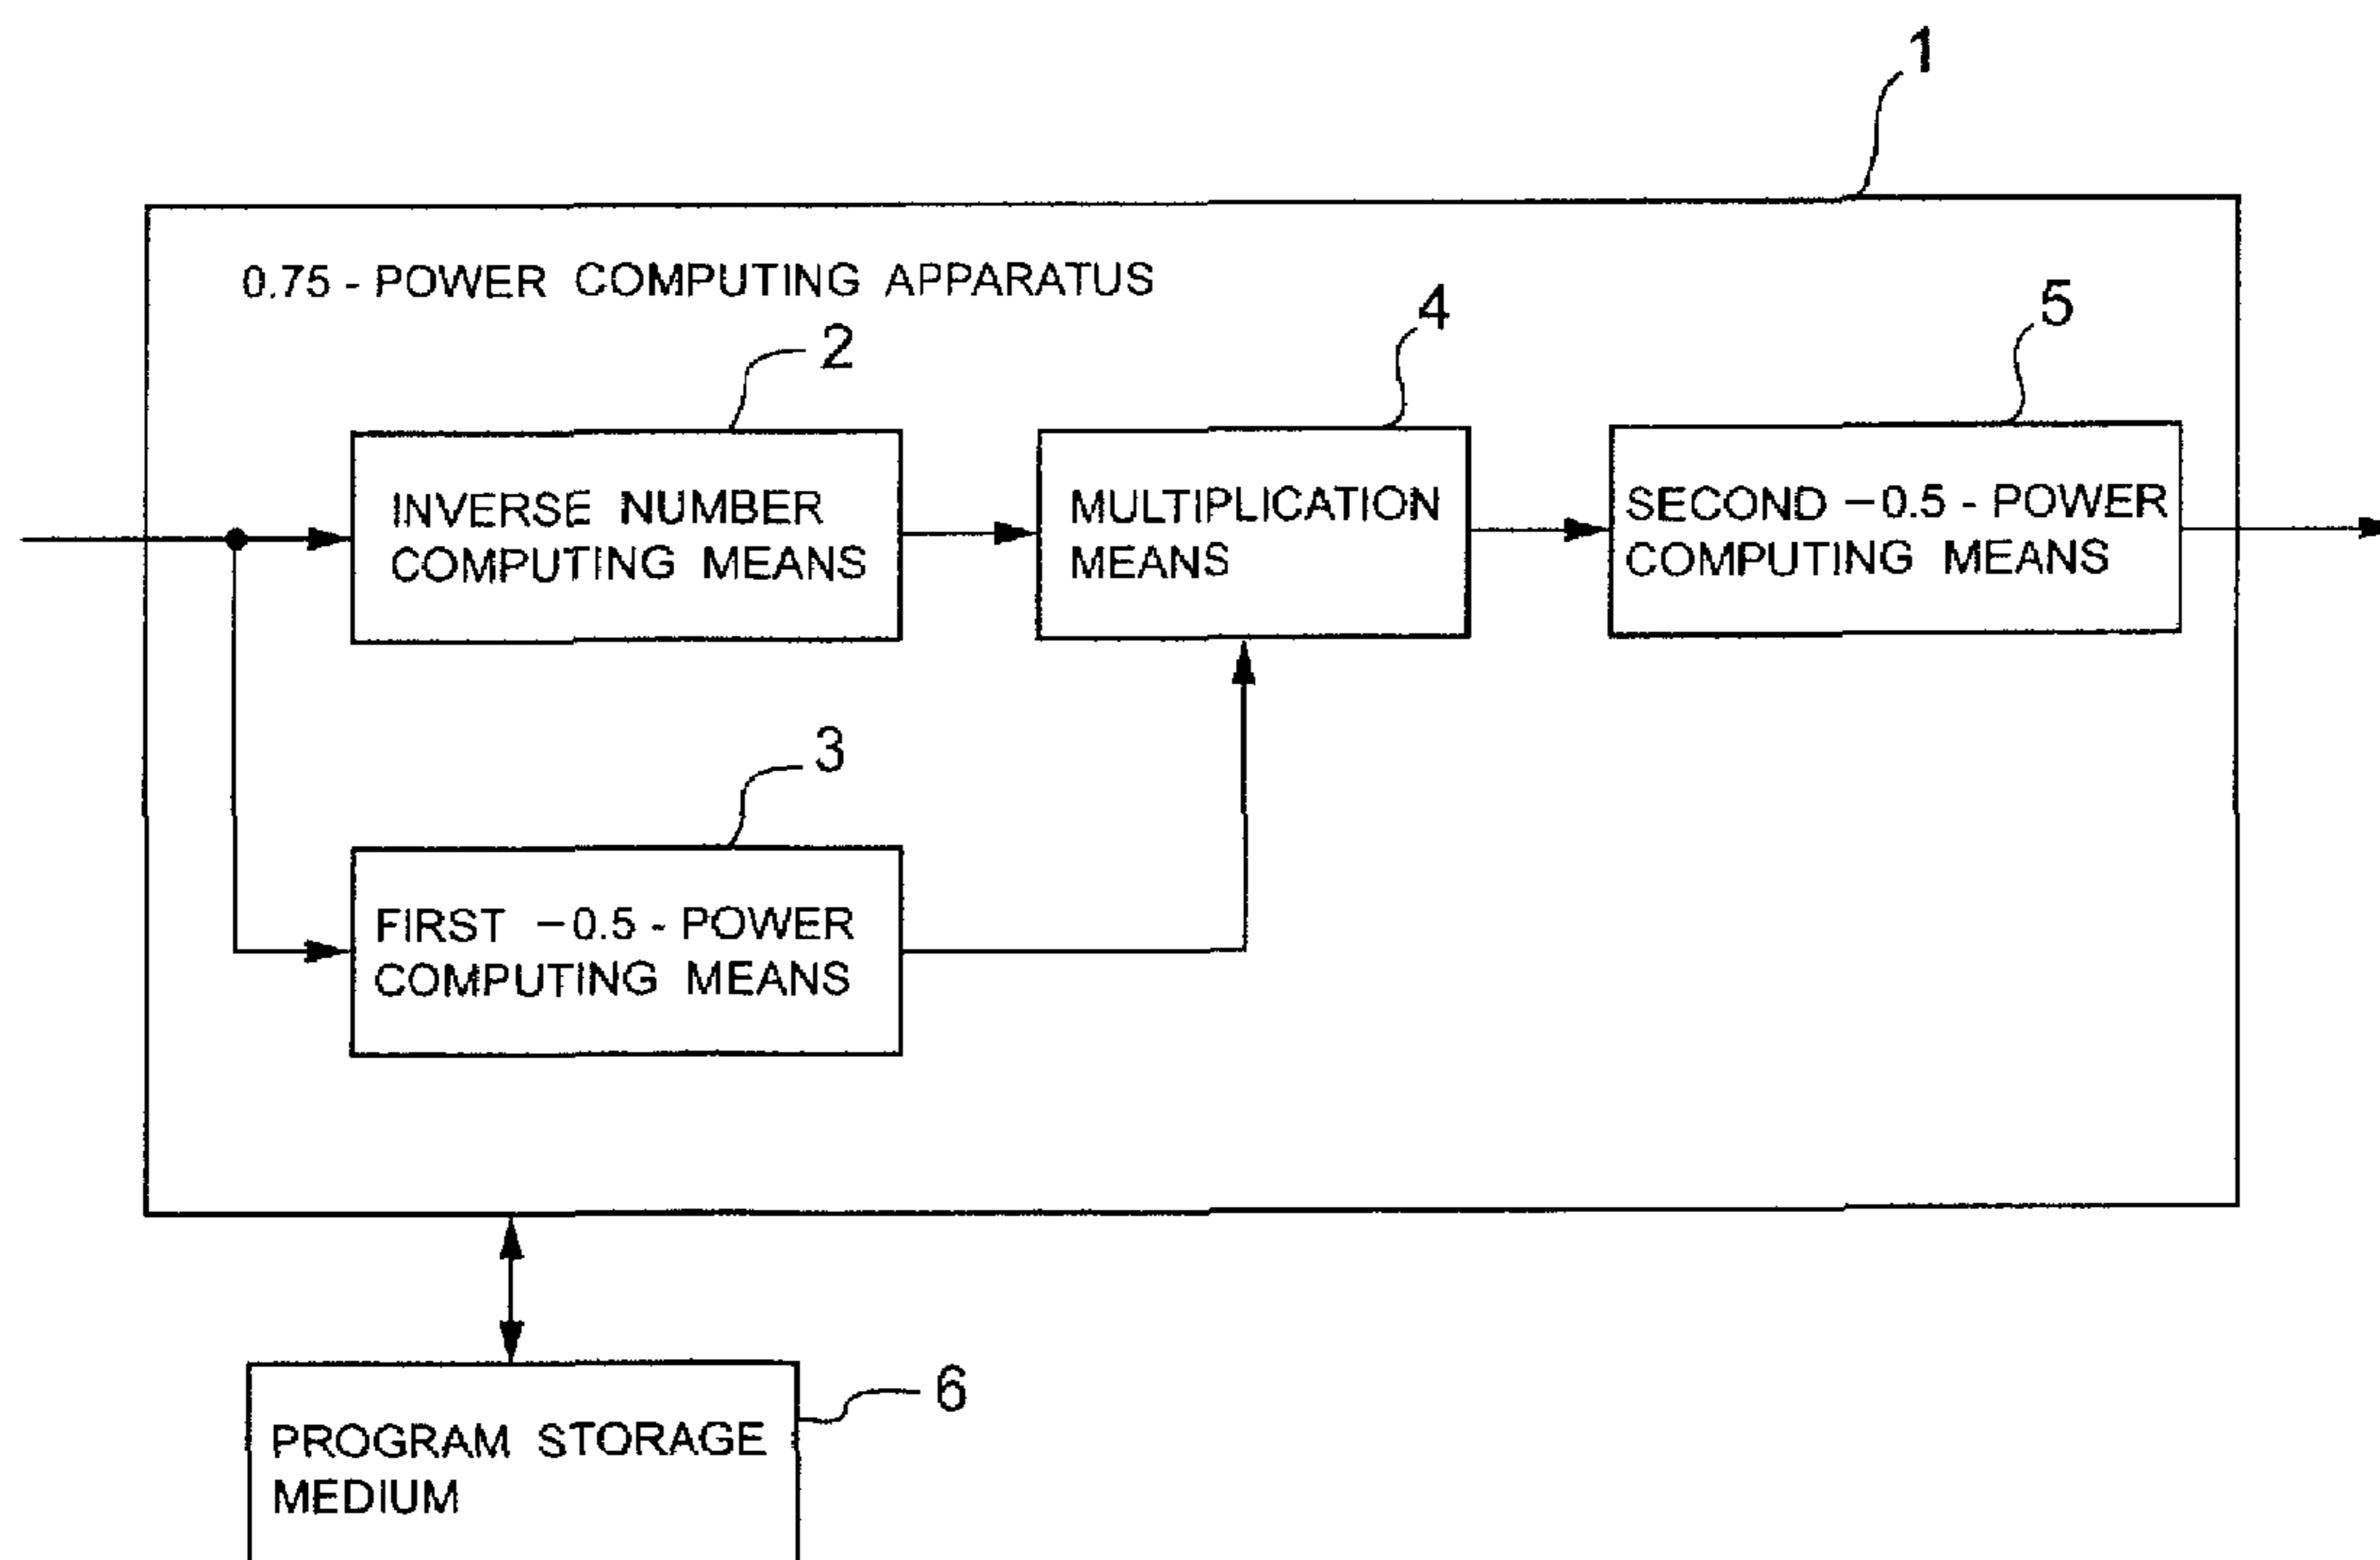 1
0.75 - POWER COMPUTING APPARATUS
2
4
5
INVERSE NUMBER
COMPUTING MEANS
MULTIPLICATION
MEANS
SECOND −0.5 - POWER
COMPUTING MEANS
3
FIRST −0.5 - POWER
COMPUTING MEANS
6
PROGRAM STORAGE
MEDIUM